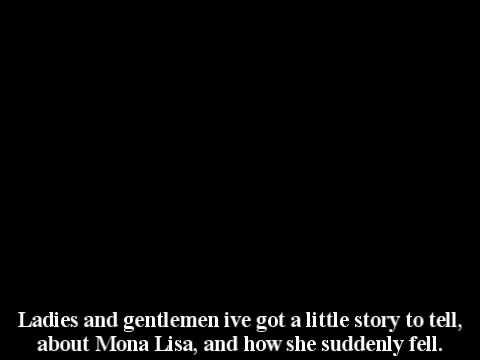 Ladies and gentlemen ive got a little story to tell,
about Mona Lisa, and how she suddenly fell.